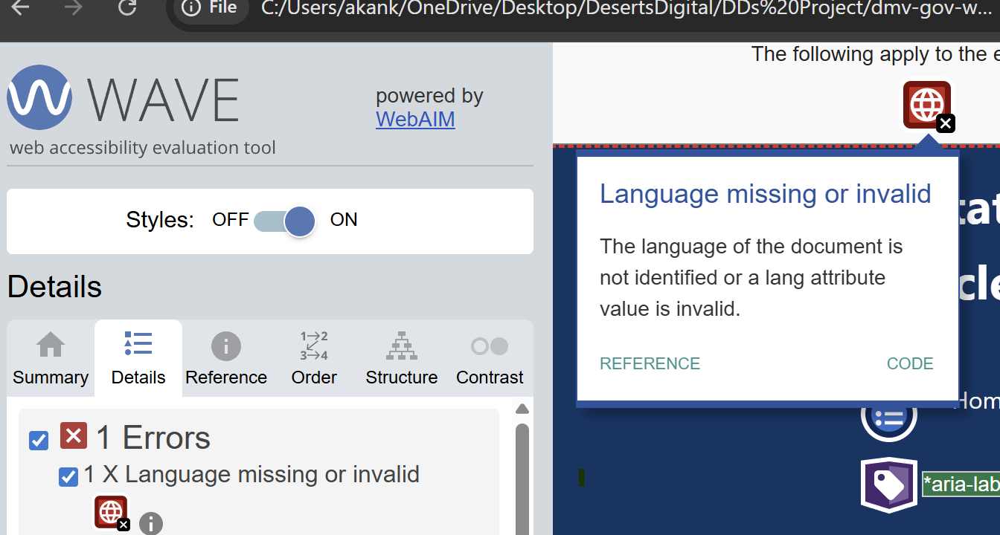 File C:/Users/akank/OneDrive/Desktop/DesertsDigital/DDs%20Project/dmv-gov-w...
WAVE
powered by
WebAIM
web accessibility evaluation tool
Styles: OFF ON
Details
Summary Details Reference Order Structure Contrast
1 2
3 4
1 Errors
1 X Language missing or invalid
The following apply to the e
Language missing or invalid
The language of the document is
not identified or a lang attribute
value is invalid.
REFERENCE CODE
tat
cle
Hom
*aria-lab